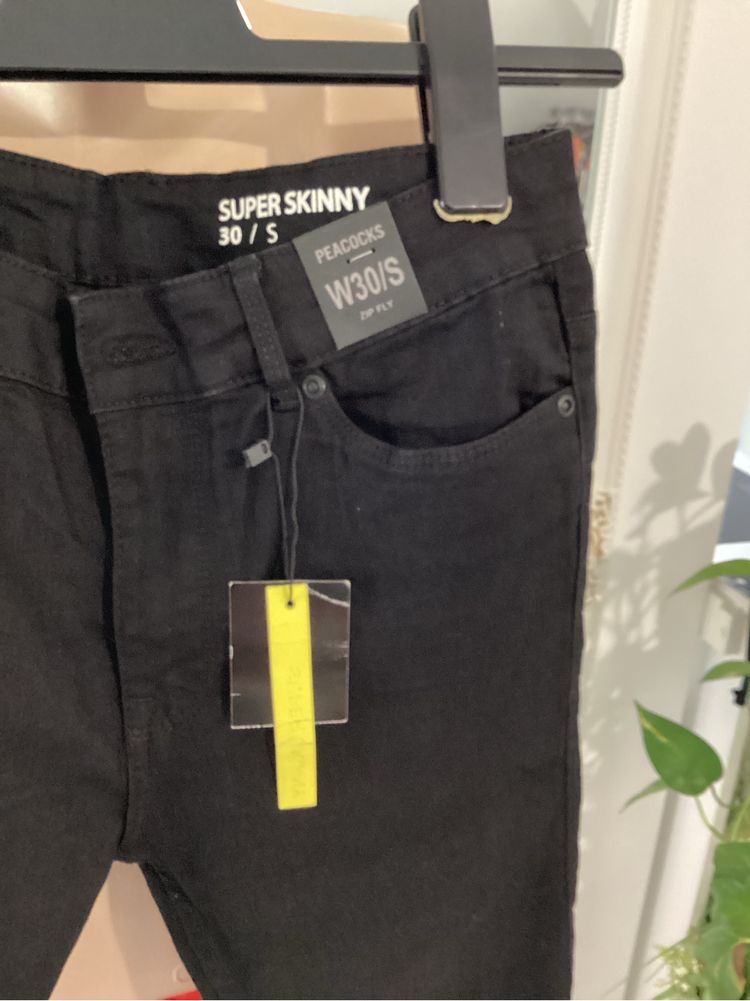 SUPER SKINNY
30 / S
PEACOCKS
W30/S
ZIP FLY